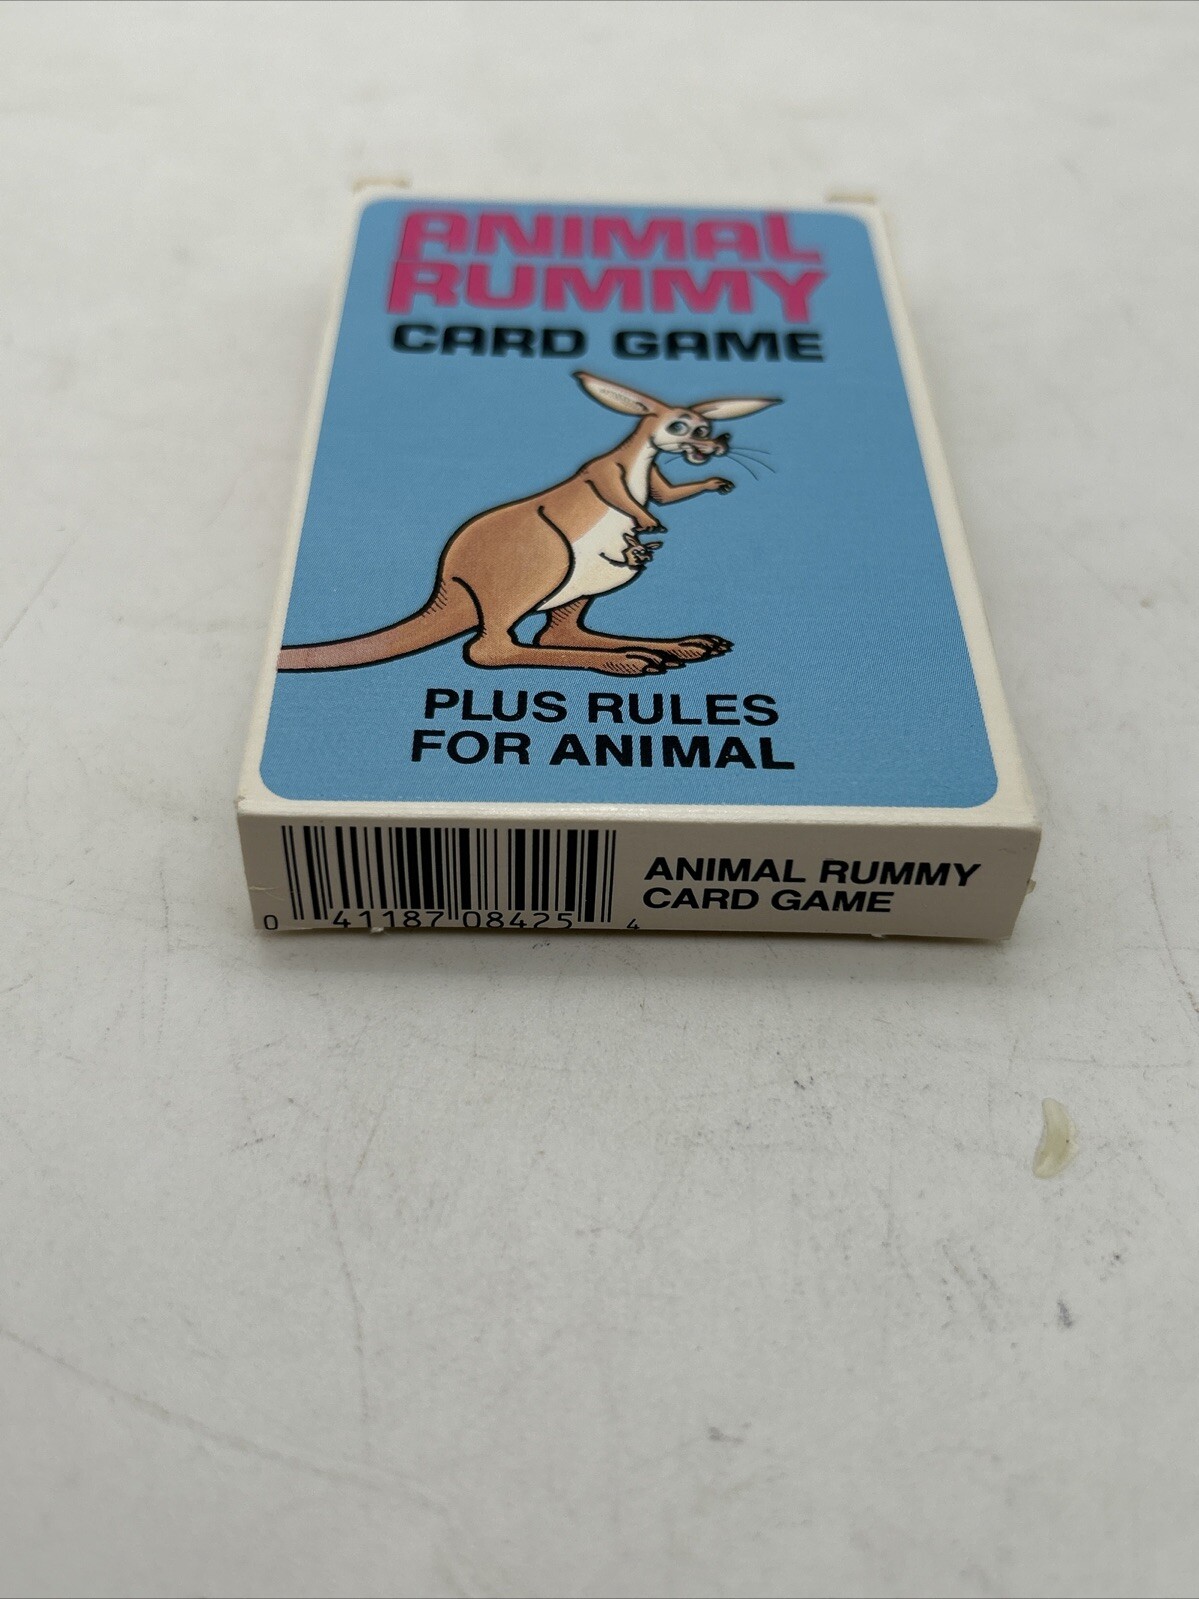 ANIMAL
RUMMY
CARD GAME
PLUS RULES
FOR ANIMAL
0 41187 08425 4
ANIMAL RUMMY
CARD GAME